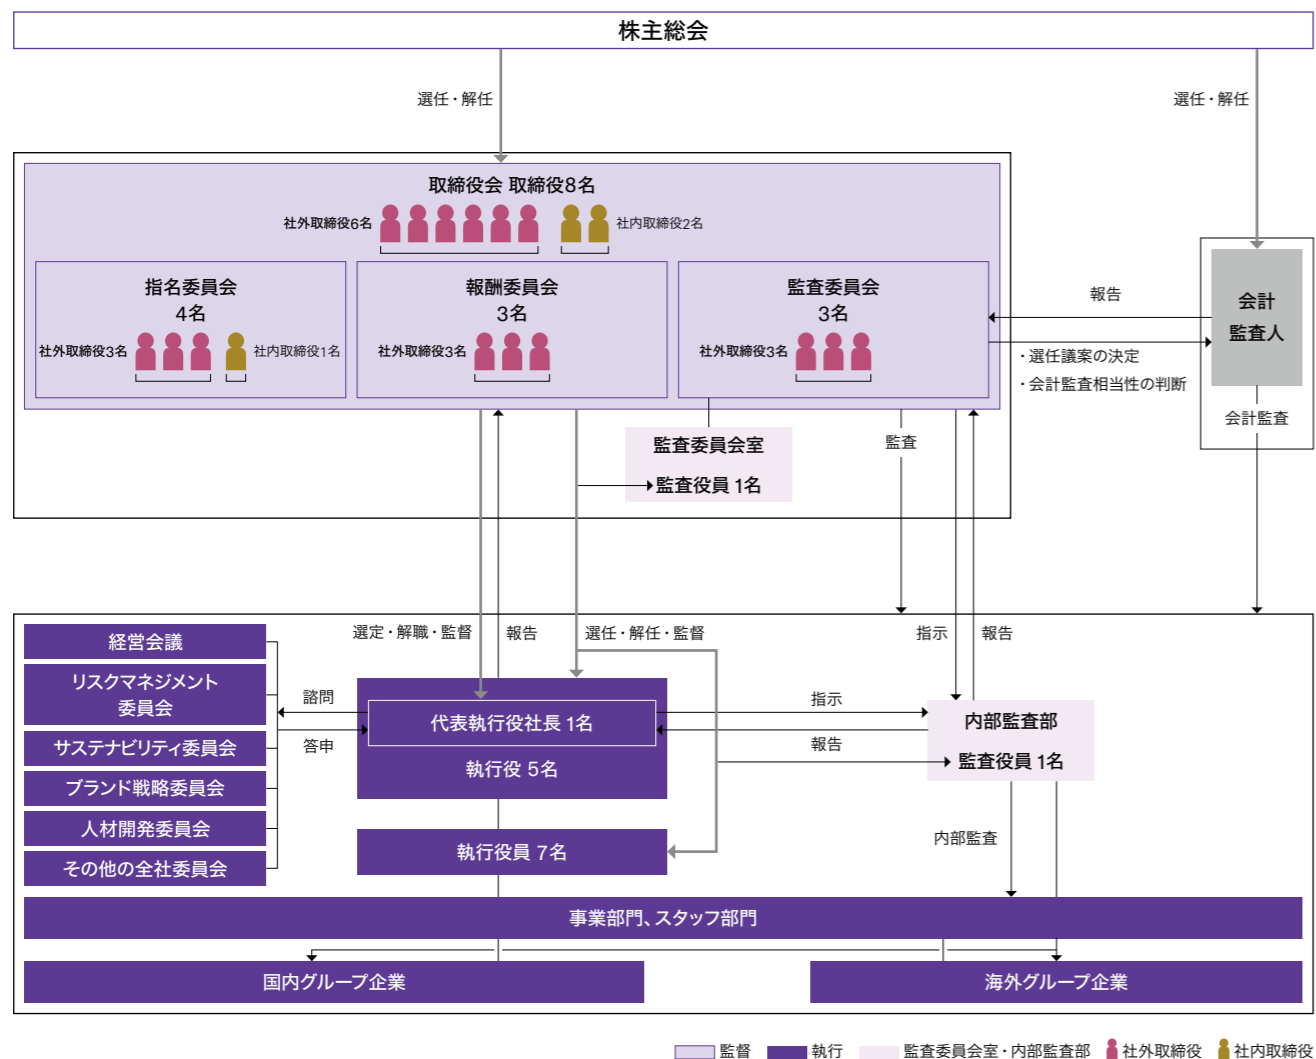 株主総会
選任・解任
選任・解任
取締役会 取締役8名
社外取締役6名
社内取締役2名
指名委員会
4名
社外取締役3名
社内取締役1名
報酬委員会
3名
社外取締役3名
監査委員会
3名
社外取締役3名
報告
・選任議案の決定
・会計監査相当性の判断
会計
監査人
会計監査
監査委員会室
監査役員 1名
監査
選定・解職・監督
報告
選任・解任・監督
指示
報告
経営会議
リスクマネジメント
委員会
サステナビリティ委員会
ブランド戦略委員会
人材開発委員会
その他の全社委員会
諮問
答申
代表執行役社長 1名
執行役 5名
執行役員 7名
指示
報告
内部監査部
監査役員 1名
内部監査
事業部門、スタッフ部門
国内グループ企業
海外グループ企業
監督
執行
監査委員会室・内部監査部
社外取締役
社内取締役